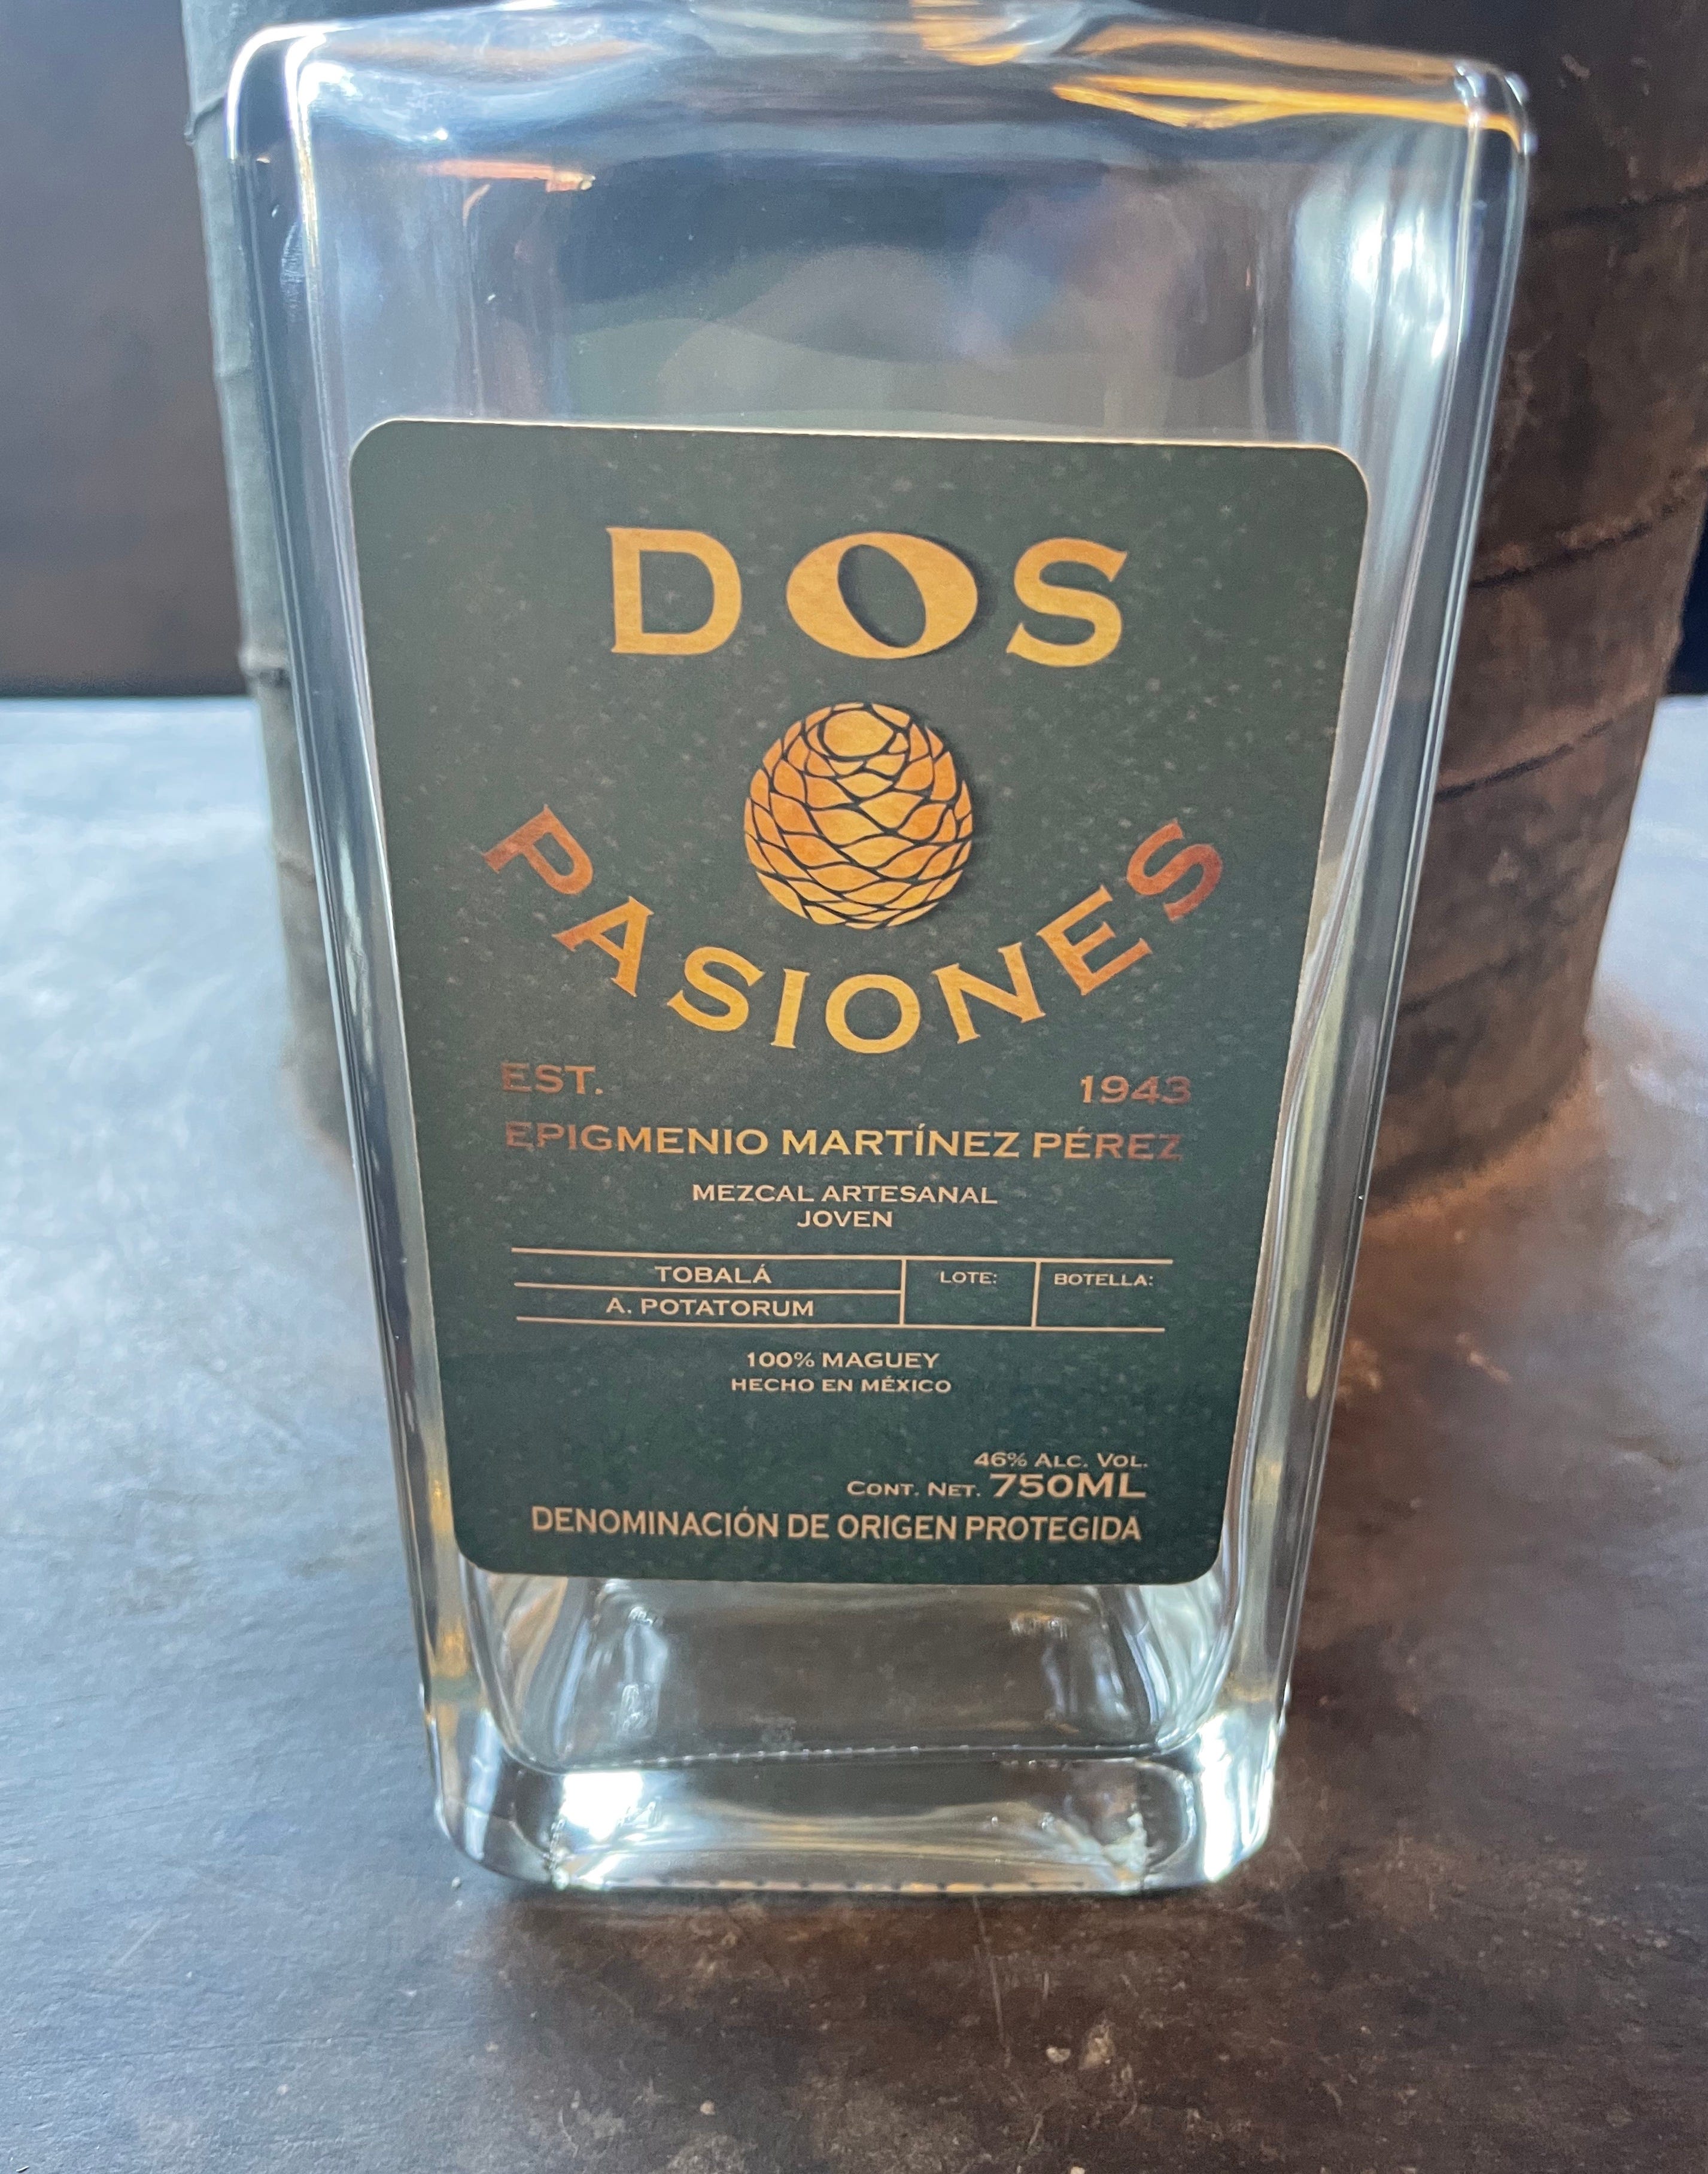 DOS
PASIONES
EST. 1943
EPIGMENIO MARTÍNEZ PÉREZ
MEZCAL ARTESANAL
JOVEN
TOBALÁ
A. POTATORUM
LOTE:
BOTELLA:
100% MAGUEY
HECHO EN MÉXICO
46% ALC. VOL.
CONT. NET. 750ML
DENOMINACIÓN DE ORIGEN PROTEGIDA